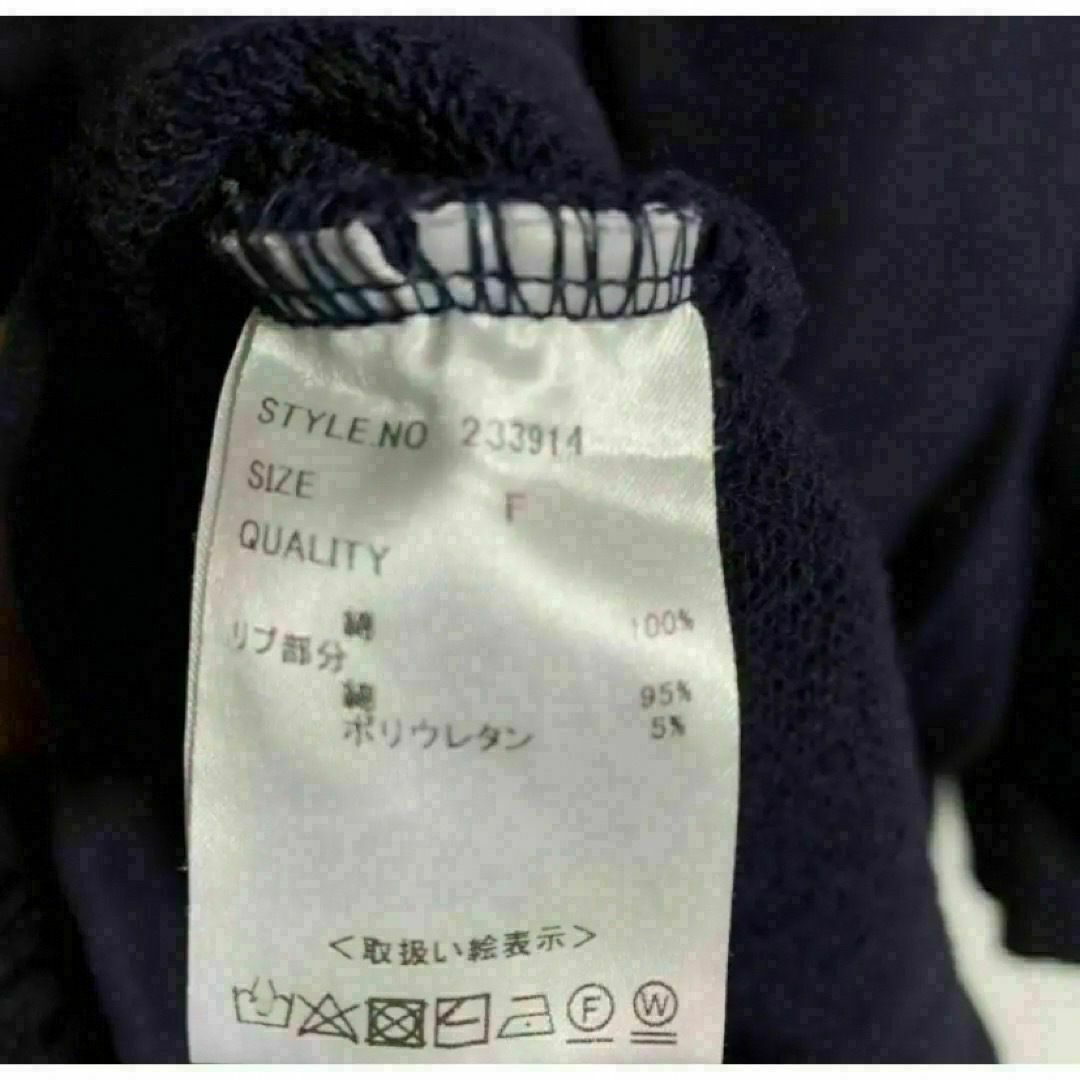 STYLE.NO 233914
SIZE F
QUALITY
綿 100%
リブ部分
綿 95%
ポリウレタン 5%
<取扱い絵表示>
F W